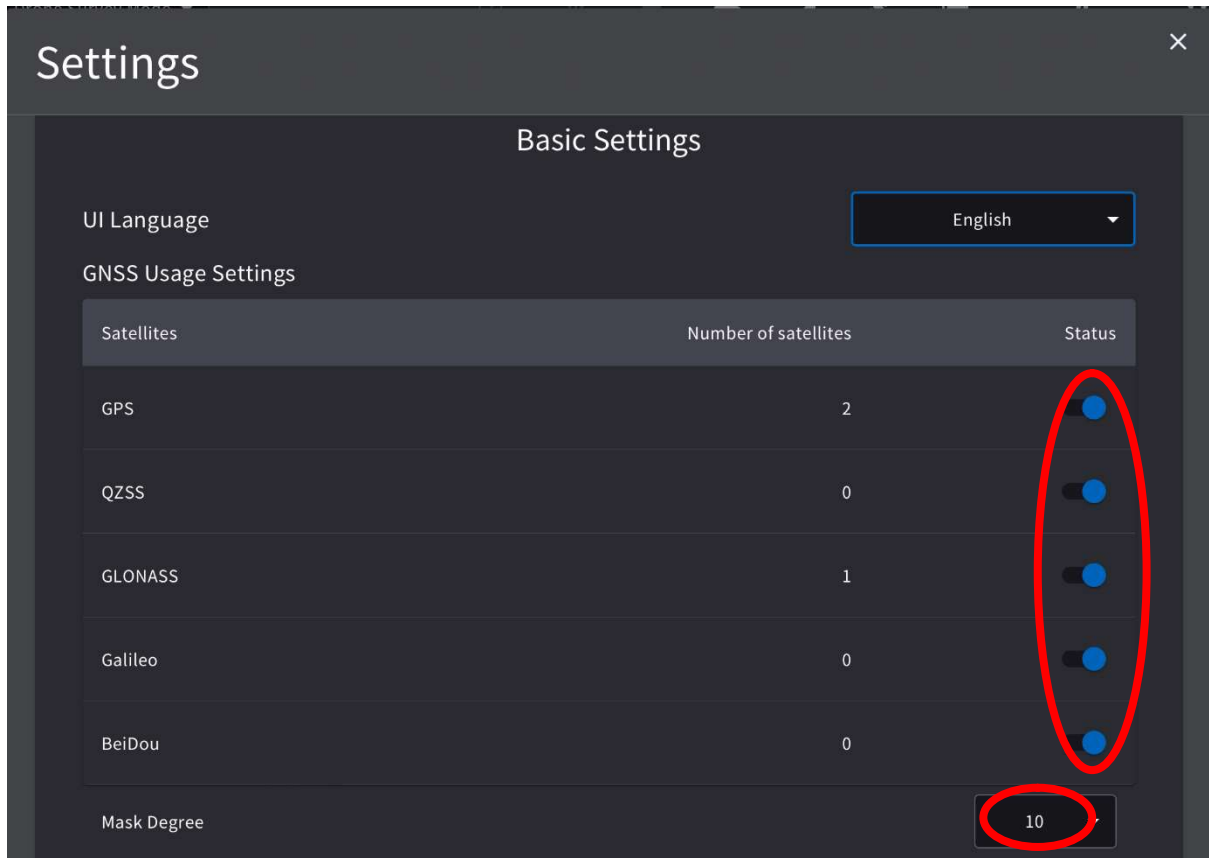 Settings
Basic Settings
UI Language English
GNSS Usage Settings
Satellites Number of satellites Status
GPS 2
QZSS 0
GLONASS 1
Galileo 0
BeiDou 0
Mask Degree 10